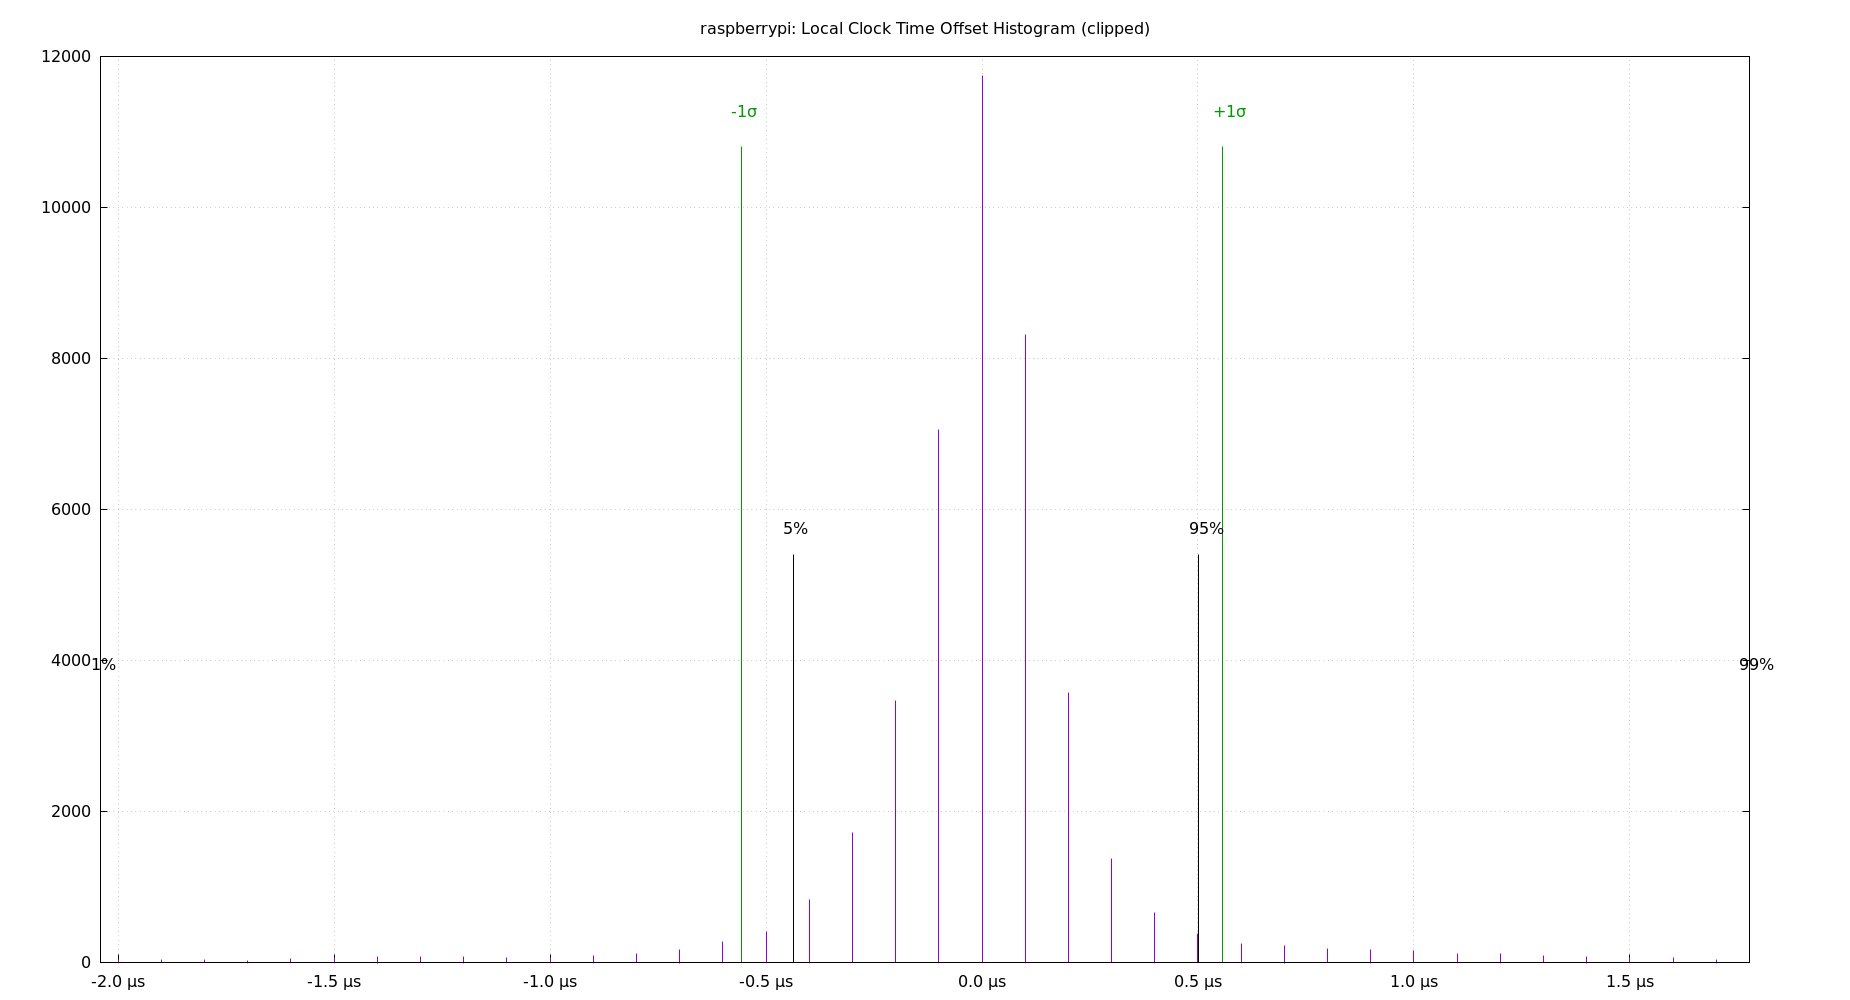 raspberrypi: Local Clock Time Offset Histogram (clipped)
12000
-1σ
+1σ
10000
8000
6000
5%
95%
4000
1%
99%
2000
0
-2.0 µs
-1.5 µs
-1.0 µs
-0.5 µs
0.0 µs
0.5 µs
1.0 µs
1.5 µs